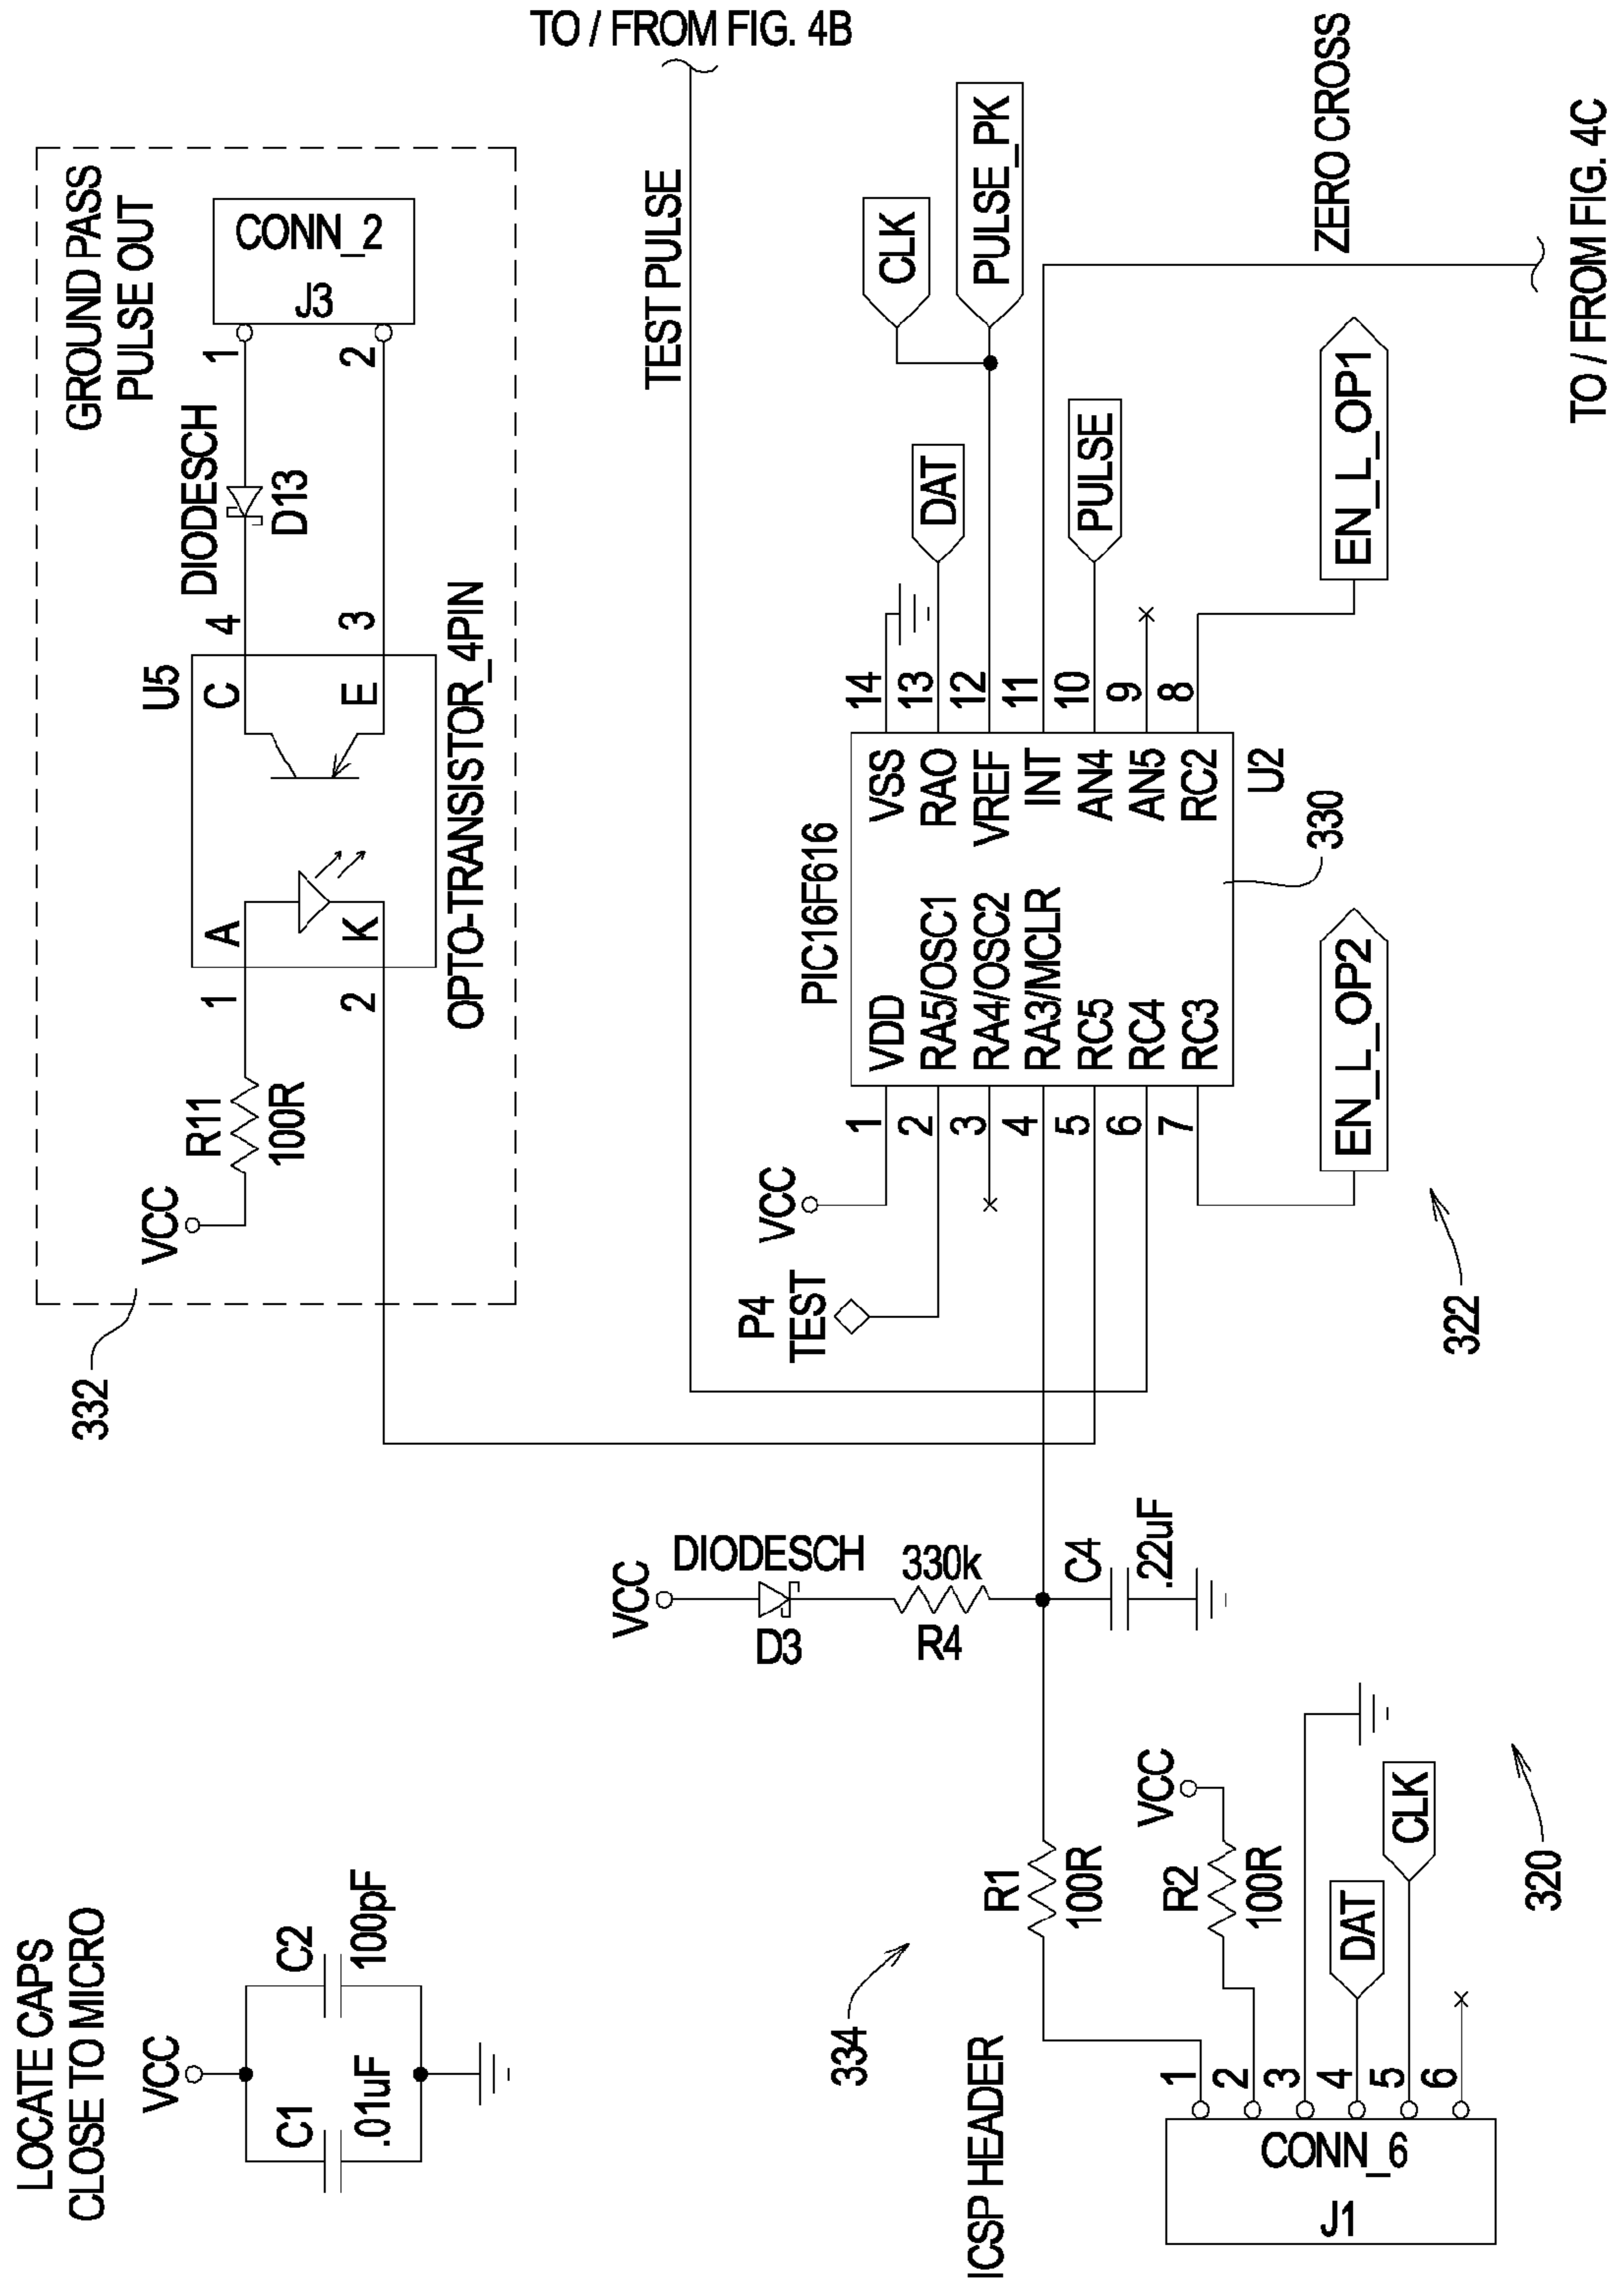 TO / FROM FIG. 4B
GROUND PASS
PULSE OUT
CONN_2
J3
1
2
DIODESCH
D13
4
3
U5
C
E
A
K
OPTO-TRANSISTOR_4PIN
1
2
R11
100R
VCC
332
TEST PULSE
CLK
PULSE_PK
ZERO CROSS
TO / FROM FIG. 4C
DAT
PULSE
EN_L_OP1
14
13
12
11
10
9
8
PIC16F616
VSS
RAO
VREF
INT
AN4
AN5
RC2
U2
330
VDD
RA5/OSC1
RA4/OSC2
RA3/MCLR
RC5
RC4
RC3
1
2
3
4
5
6
7
EN_L_OP2
VCC
P4
TEST
322
VCC
DIODESCH
D3
330k
R4
C4
.22uF
LOCATE CAPS
CLOSE TO MICRO
VCC
C2
100pF
C1
.01uF
334
R1
100R
VCC
R2
100R
ICSP HEADER
1
2
3
4
5
6
DAT
CLK
CONN_6
J1
320